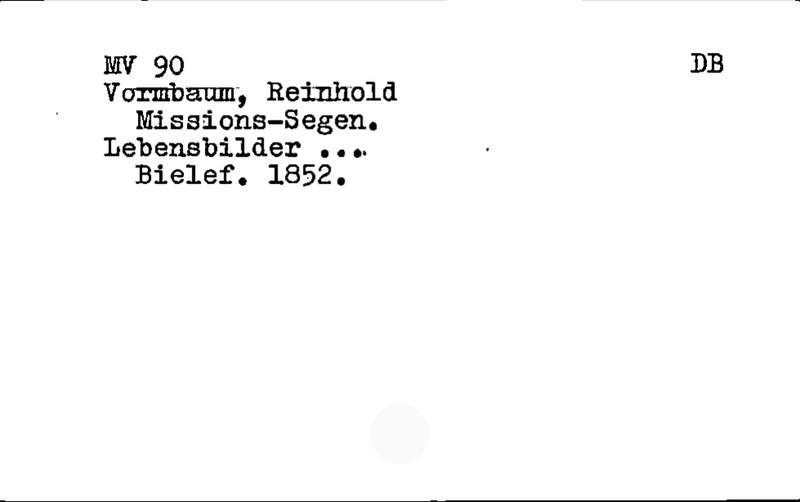 MV 90 DB
Vormbaum, Reinhold
Missions-Segen.
Lebensbilder ...
Bielef. 1852.